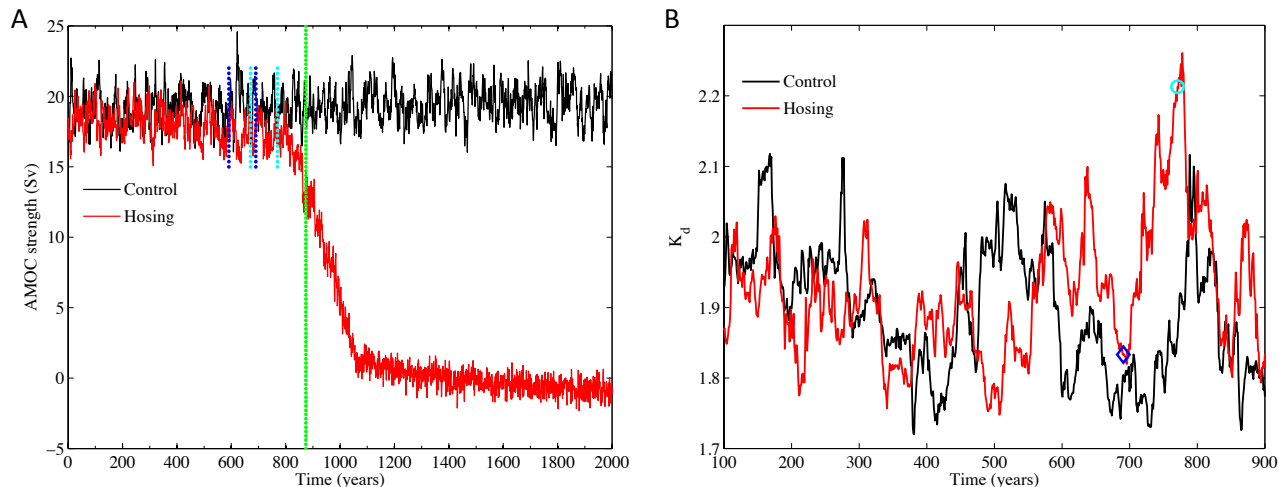 A
25
20
15
10
5
0
−5
AMOC strength (Sv)
Control
Hosing
0 200 400 600 800 1000 1200 1400 1600 1800 2000
Time (years)
B
2.2
2.1
2
1.9
1.8
1.7
K_d
Control
Hosing
100 200 300 400 500 600 700 800 900
Time (years)